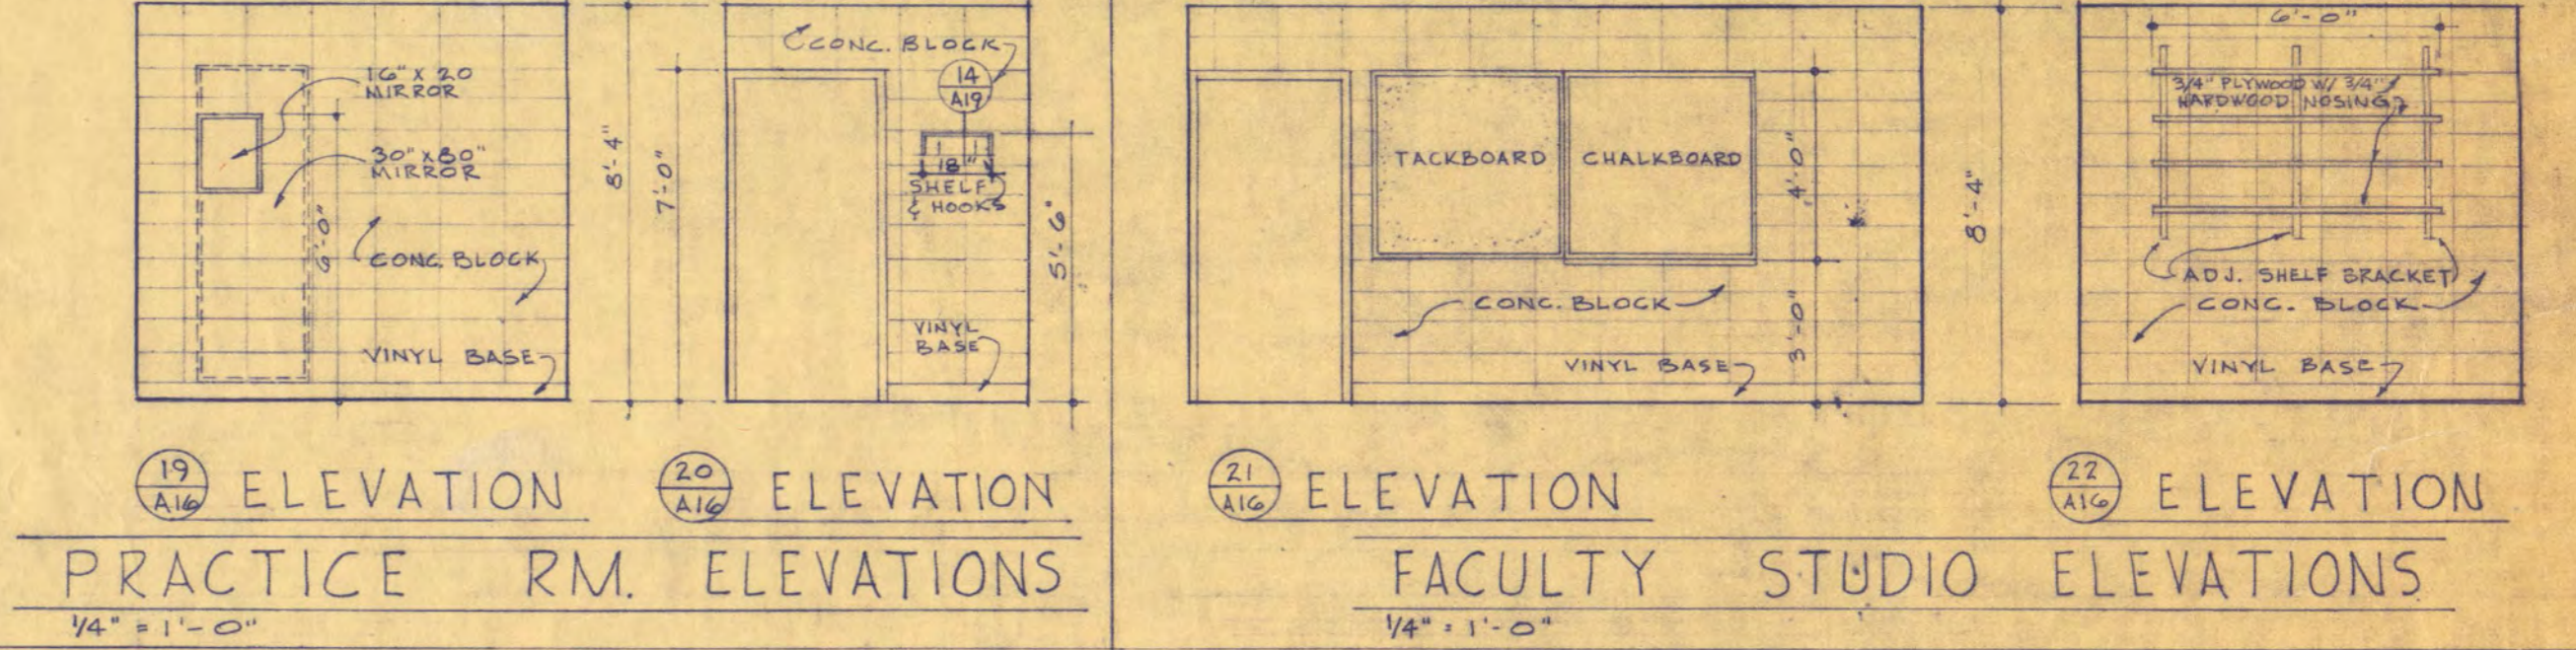 16" X 20
MIRROR
30" X 80"
MIRROR
6'-0"
CONC. BLOCK
VINYL BASE
8'-4"
7'-0"
CONC. BLOCK
14
A19
18"
SHELF
& HOOKS
5'-6"
VINYL
BASE
TACKBOARD
CHALKBOARD
4'-0"
3'-0"
CONC. BLOCK
VINYL BASE
8'-4"
6'-0"
3/4" PLYWOOD W/ 3/4"
HARDWOOD NOSING
ADJ. SHELF BRACKET
CONC. BLOCK
VINYL BASE
19
A16
ELEVATION
20
A16
ELEVATION
PRACTICE RM. ELEVATIONS
1/4" = 1'-0"
21
A16
ELEVATION
22
A16
ELEVATION
FACULTY STUDIO ELEVATIONS
1/4" = 1'-0"